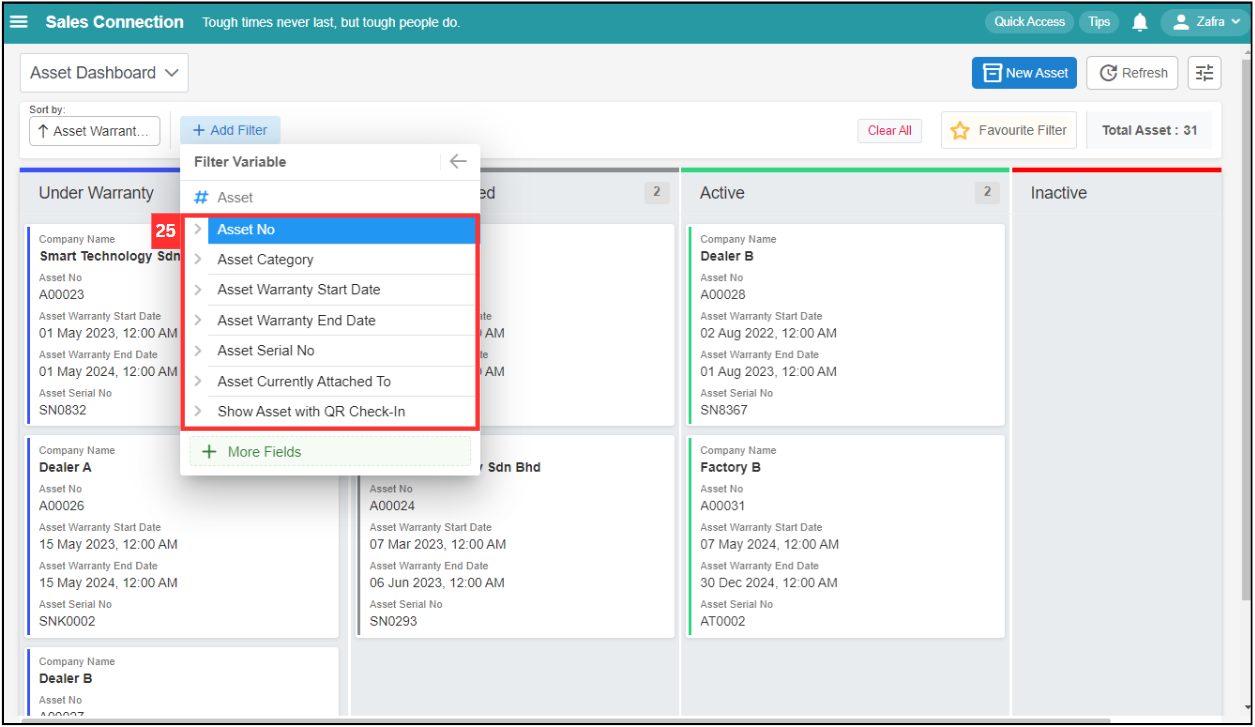 Sales Connection Tough times never last, but tough people do. Quick Access Tips Zafra
Asset Dashboard New Asset Refresh
Sort by:
Asset Warrant... + Add Filter Clear All Favourite Filter Total Asset : 31
Filter Variable
# Asset
25
Asset No
Asset Category
Asset Warranty Start Date
Asset Warranty End Date
Asset Serial No
Asset Currently Attached To
Show Asset with QR Check-In
+ More Fields
Under Warranty
Company Name
Smart Technology Sdn
Asset No
A00023
Asset Warranty Start Date
01 May 2023, 12:00 AM
Asset Warranty End Date
01 May 2024, 12:00 AM
Asset Serial No
SN0832
Company Name
Dealer A
Asset No
A00026
Asset Warranty Start Date
15 May 2023, 12:00 AM
Asset Warranty End Date
15 May 2024, 12:00 AM
Asset Serial No
SNK0002
Company Name
Dealer B
Asset No
A00027
ed 2
AM
AM
Sdn Bhd
Asset No
A00024
Asset Warranty Start Date
07 Mar 2023, 12:00 AM
Asset Warranty End Date
06 Jun 2023, 12:00 AM
Asset Serial No
SN0293
Active 2
Company Name
Dealer B
Asset No
A00028
Asset Warranty Start Date
02 Aug 2022, 12:00 AM
Asset Warranty End Date
01 Aug 2023, 12:00 AM
Asset Serial No
SN8367
Company Name
Factory B
Asset No
A00031
Asset Warranty Start Date
07 May 2024, 12:00 AM
Asset Warranty End Date
30 Dec 2024, 12:00 AM
Asset Serial No
AT0002
Inactive